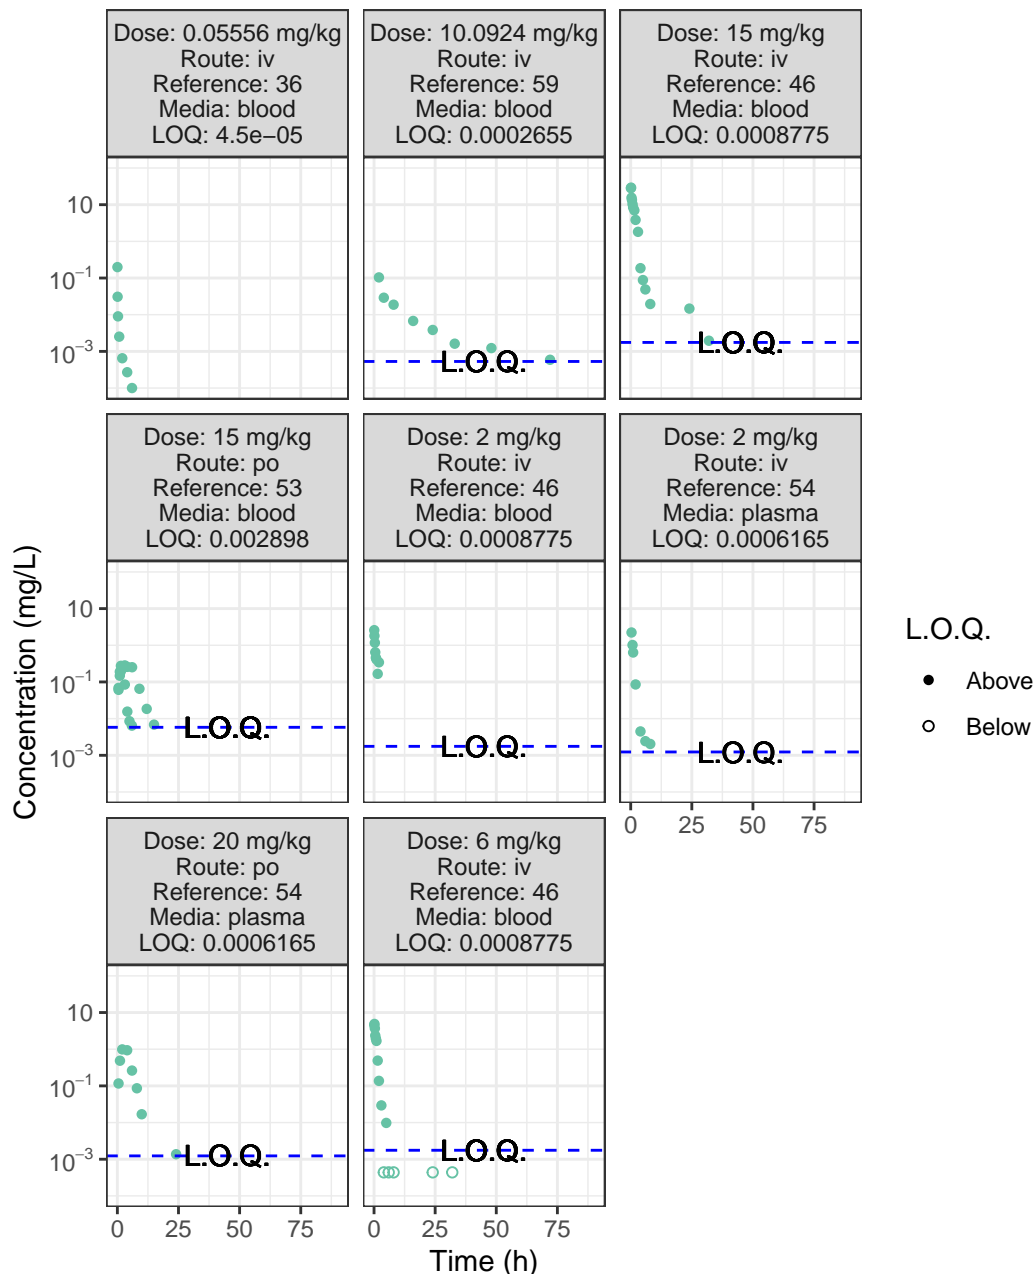 Dose: 0.05556 mg/kg
Route: iv
Reference: 36
Media: blood
LOQ: 4.5e−05
Dose: 10.0924 mg/kg
Route: iv
Reference: 59
Media: blood
LOQ: 0.0002655
Dose: 15 mg/kg
Route: iv
Reference: 46
Media: blood
LOQ: 0.0008775
10
10⁻¹
10⁻³
L.O.Q.
L.O.Q.
Dose: 15 mg/kg
Route: po
Reference: 53
Media: blood
LOQ: 0.002898
Dose: 2 mg/kg
Route: iv
Reference: 46
Media: blood
LOQ: 0.0008775
Dose: 2 mg/kg
Route: iv
Reference: 54
Media: plasma
LOQ: 0.0006165
10
10⁻¹
10⁻³
L.O.Q.
L.O.Q.
L.O.Q.
0 25 50 75
Dose: 20 mg/kg
Route: po
Reference: 54
Media: plasma
LOQ: 0.0006165
Dose: 6 mg/kg
Route: iv
Reference: 46
Media: blood
LOQ: 0.0008775
10
10⁻¹
10⁻³
L.O.Q.
L.O.Q.
0 25 50 75
0 25 50 75
Time (h)
Concentration (mg/L)
L.O.Q.
Above
Below